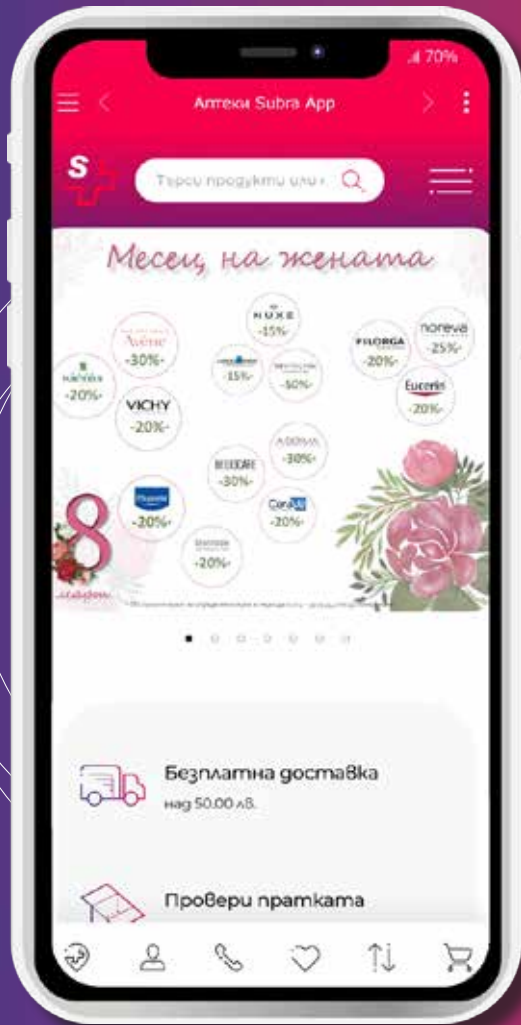 70%
Аптеки Subra App
S
Търси продукти или
Месец на жената
NUXE
-15%-
Avène
-30%-
FILORGA
-20%-
noreva
-25%-
-15%-
-50%-
-20%-
VICHY
-20%-
Eucerin
-20%-
A-DERMA
-30%-
-30%-
Mustela
-20%-
CeraVe
-20%-
-20%-
8
март
Безплатна доставка
над 50.00 лв.
Провери пратката